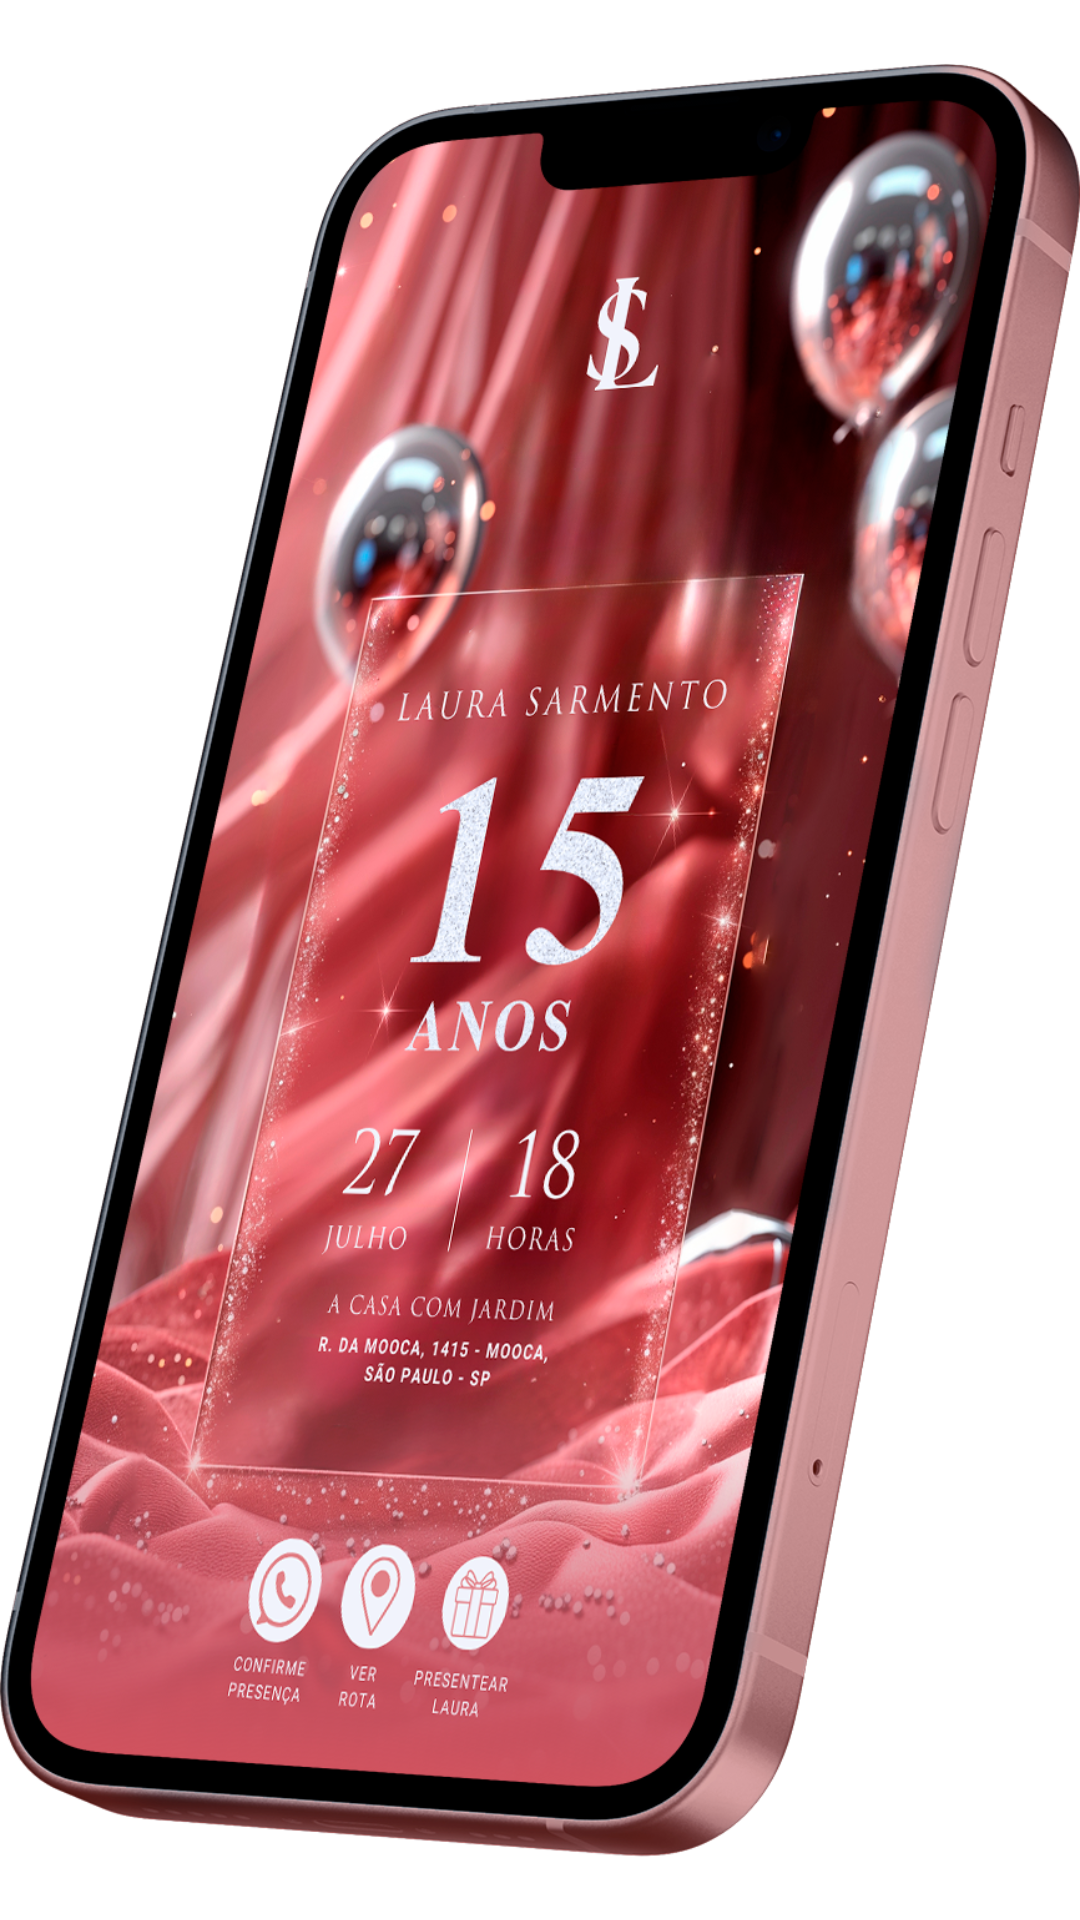 LS
LAURA SARMENTO
15
ANOS
27 | 18
JULHO HORAS
A CASA COM JARDIM
R. DA MOOCA, 1415 - MOOCA,
SÃO PAULO - SP
CONFIRME
PRESENÇA
VER
ROTA
PRESENTEAR
LAURA